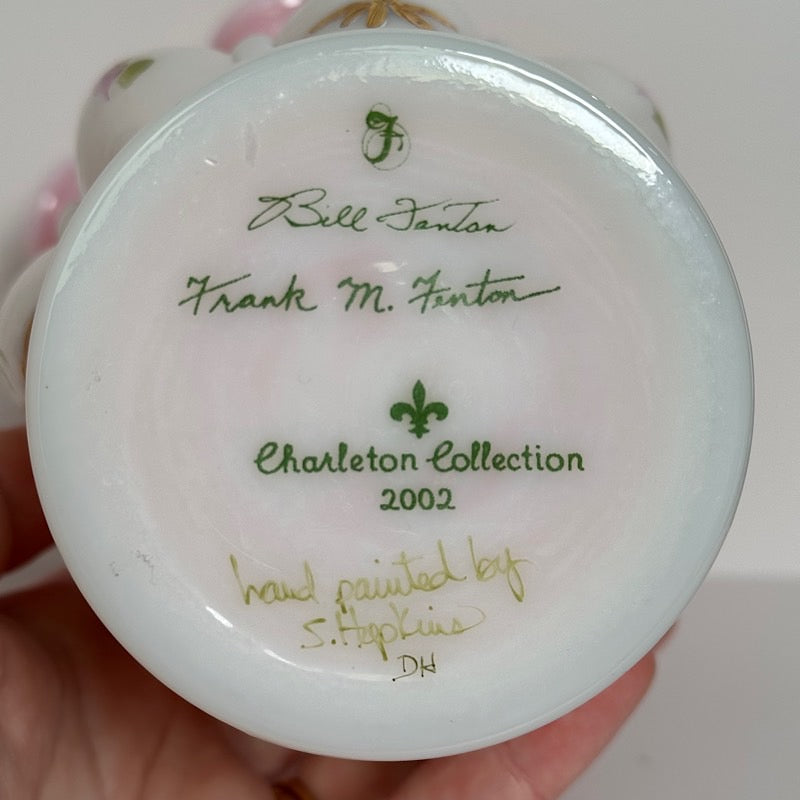 F
Bill Fenton
Frank M. Fenton
Charleton Collection
2002
hand painted by
S. Hopkins
DH